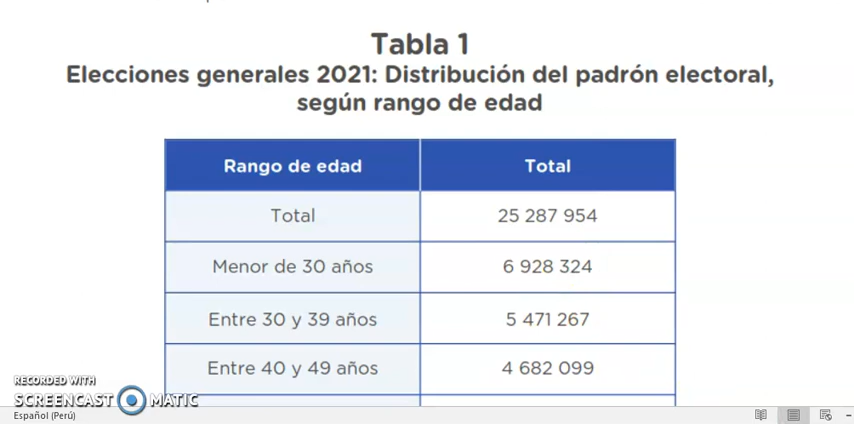 Tabla 1
Elecciones generales 2021: Distribución del padrón electoral,
según rango de edad
Rango de edad Total
Total 25 287 954
Menor de 30 años 6 928 324
Entre 30 y 39 años 5 471 267
Entre 40 y 49 años 4 682 099
RECORDED WITH
SCREENCAST MATIC
Español (Perú)